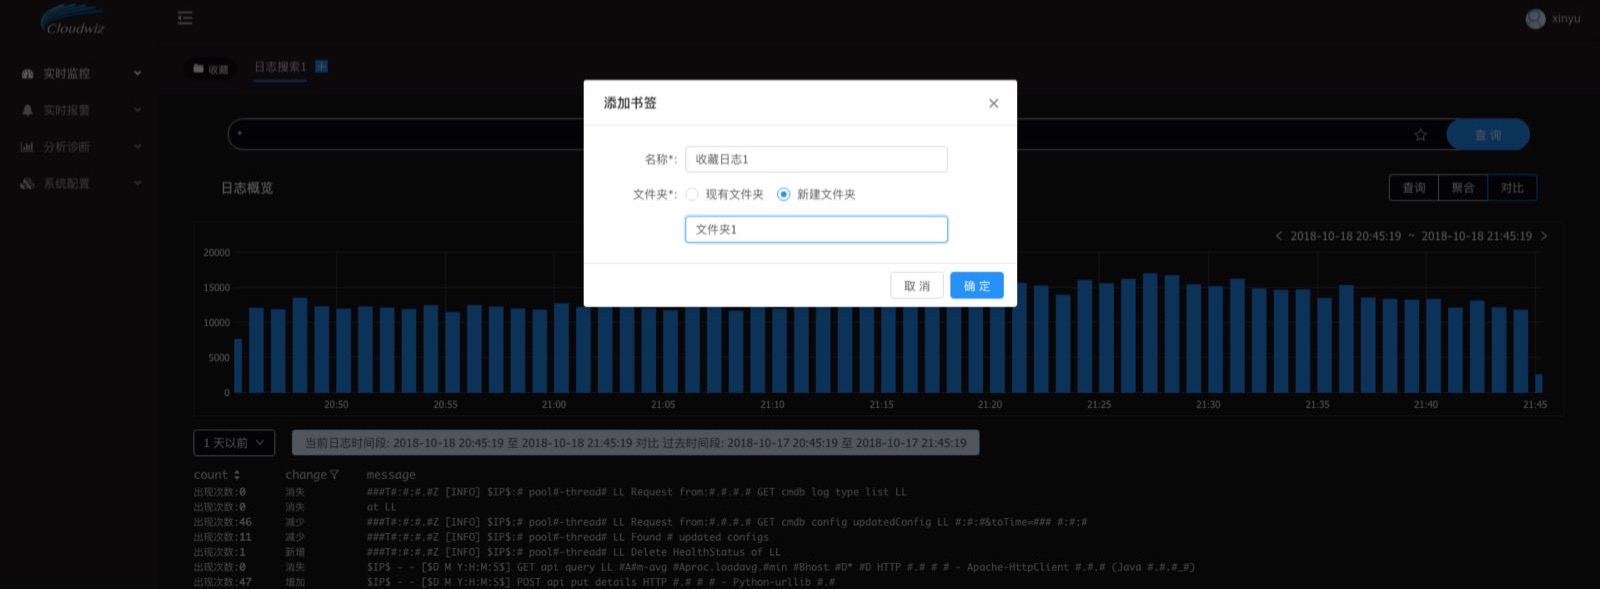 Cloudwiz
xinyu
实时监控
实时报警
分析诊断
系统配置
收藏
日志搜索1
*
查 询
日志概览
查询 聚合 对比
添加书签
名称*: 收藏日志1
文件夹*: 现有文件夹 新建文件夹
文件夹1
取 消 确 定
2018-10-18 20:45:19 ~ 2018-10-18 21:45:19
20000
15000
10000
5000
0
20:50 20:55 21:00 21:05 21:10 21:15 21:20 21:25 21:30 21:35 21:40 21:45
1 天以前
当前日志时间段: 2018-10-18 20:45:19 至 2018-10-18 21:45:19 对比 过去时间段: 2018-10-17 20:45:19 至 2018-10-17 21:45:19
count change message
出现次数:0 消失 ###T#:#:#.#Z [INFO] $IP$:# pool#-thread# LL Request from:#.#.#.# GET cmdb log type list LL
出现次数:0 消失 at LL
出现次数:46 减少 ###T#:#:#.#Z [INFO] $IP$:# pool#-thread# LL Request from:#.#.#.# GET cmdb config updatedConfig LL #:#:#&toTime=### #:#:#
出现次数:11 减少 ###T#:#:#.#Z [INFO] $IP$:# pool#-thread# LL Found # updated configs
出现次数:1 新增 ###T#:#:#.#Z [INFO] $IP$:# pool#-thread# LL Delete HealthStatus of LL
出现次数:0 消失 $IP$ - - [$D M Y:H:M:S$] GET api query LL #A#m-avg #Aproc.loadavg.#min #Bhost #D* #D HTTP #.# # # - Apache-HttpClient #.#.# (Java #.#.#_#)
出现次数:47 增加 $IP$ - - [$D M Y:H:M:S$] POST api put details HTTP #.# # # - Python-urllib #.#